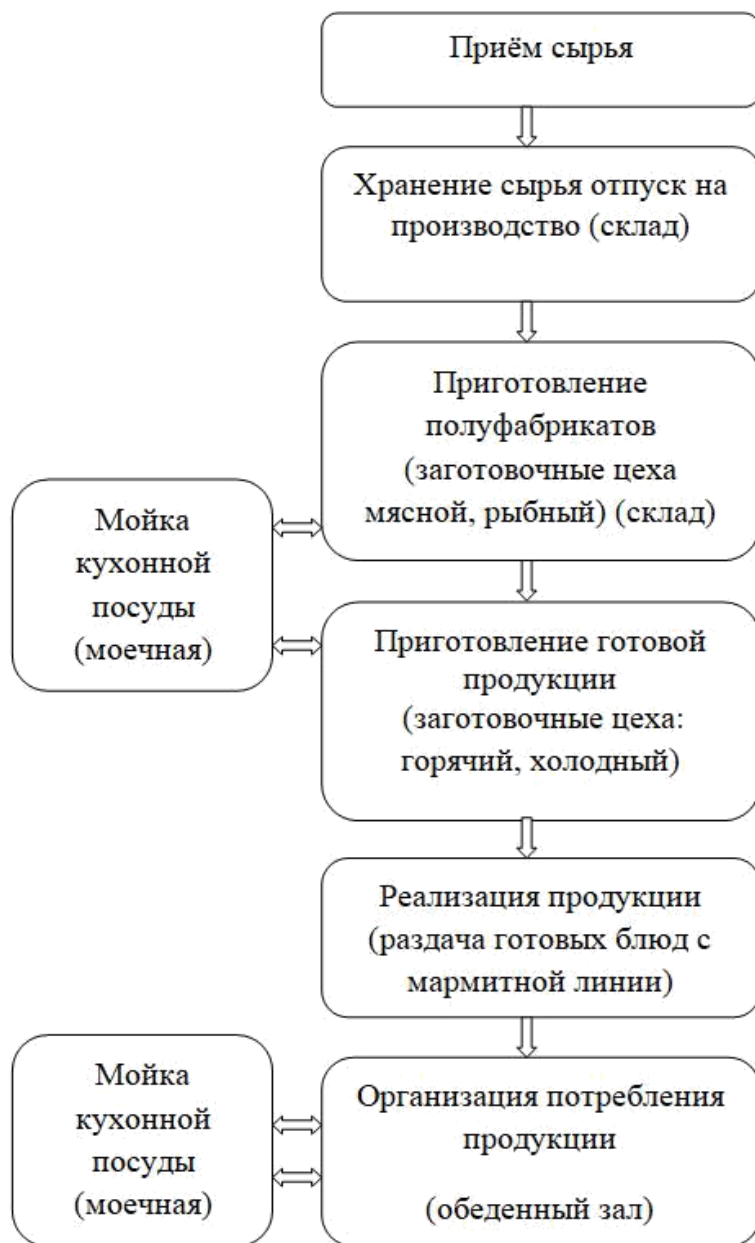 Приём сырья
Хранение сырья отпуск на
производство (склад)
Приготовление
полуфабрикатов
(заготовочные цеха
мясной, рыбный) (склад)
Мойка
кухонной
посуды
(моечная)
Приготовление готовой
продукции
(заготовочные цеха:
горячий, холодный)
Реализация продукции
(раздача готовых блюд с
мармитной линии)
Мойка
кухонной
посуды
(моечная)
Организация потребления
продукции
(обеденный зал)